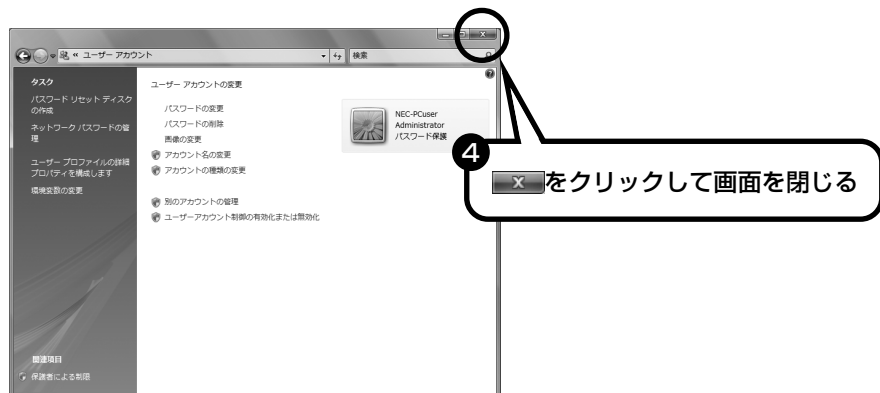 « ユーザー アカウント
検索
タスク
パスワード リセット ディスク
の作成
ネットワーク パスワードの管
理
ユーザー プロファイルの詳細
プロパティを構成します
環境変数の変更
関連項目
保護者による制限
ユーザー アカウントの変更
パスワードの変更
パスワードの削除
画像の変更
アカウント名の変更
アカウントの種類の変更
別のアカウントの管理
ユーザーアカウント制御の有効化または無効化
NEC-PCuser
Administrator
パスワード保護
4
xをクリックして画面を閉じる